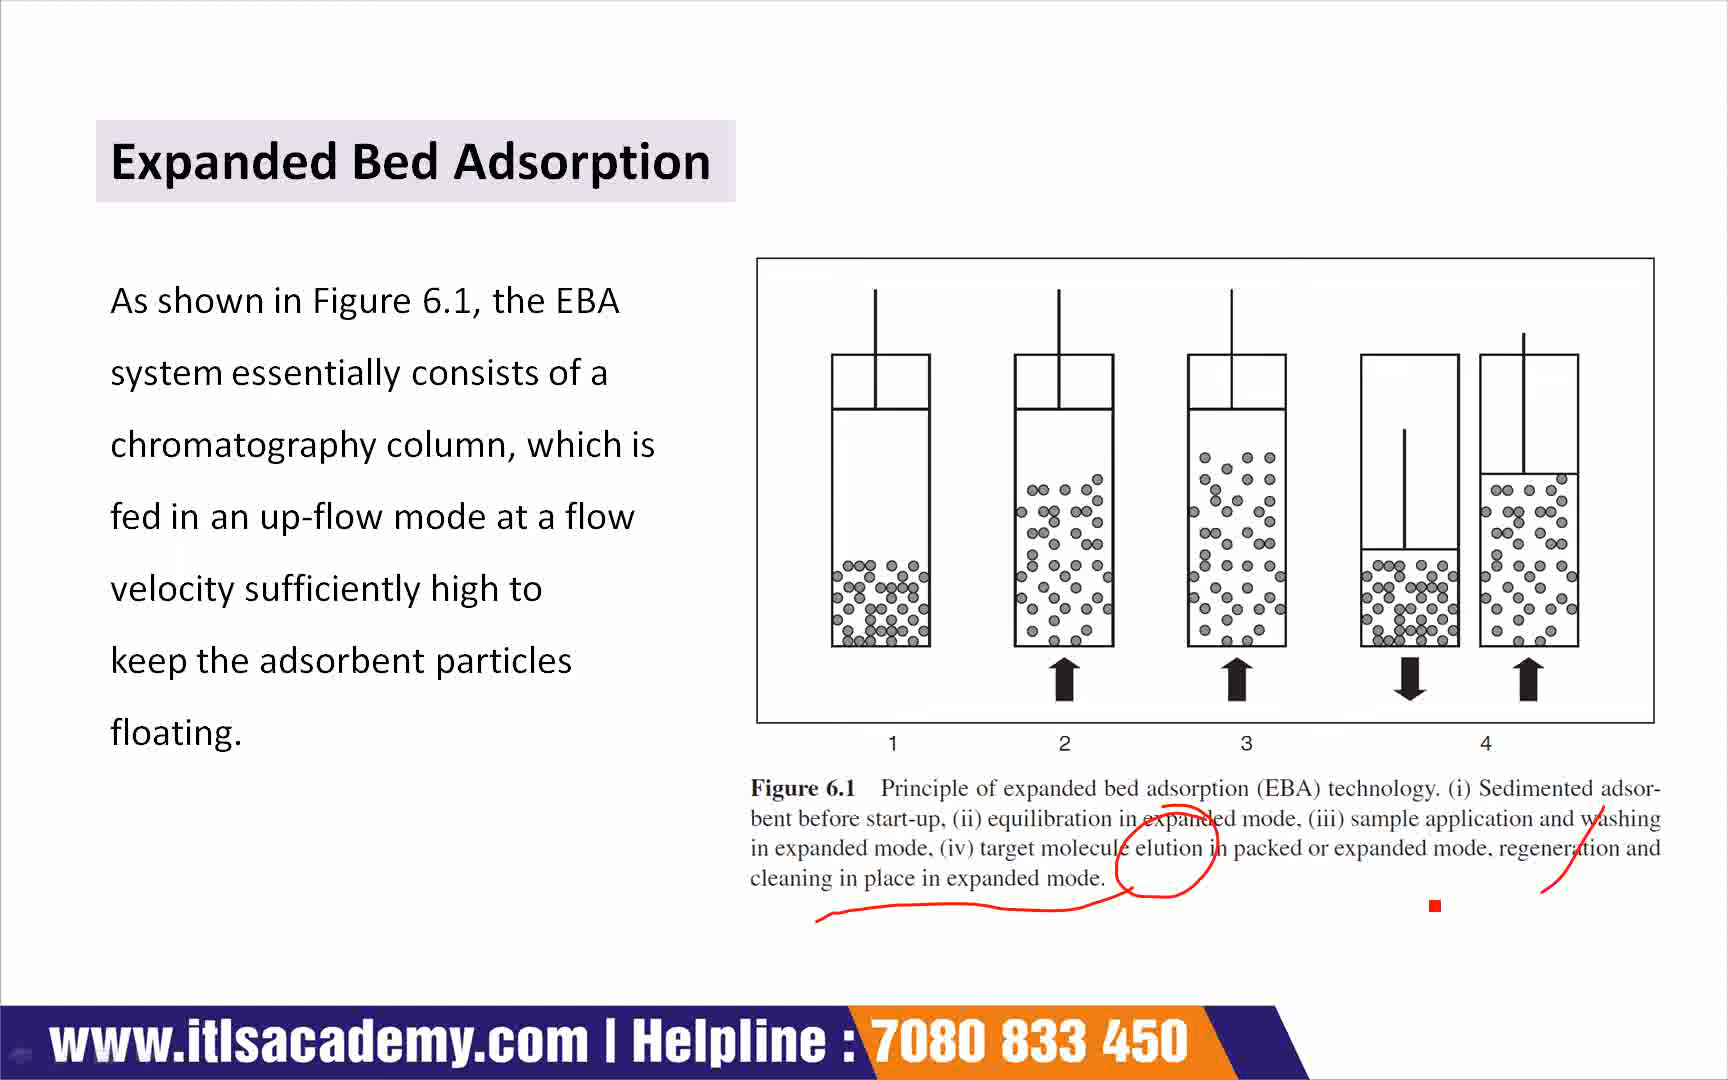 Expanded Bed Adsorption
As shown in Figure 6.1, the EBA
system essentially consists of a
chromatography column, which is
fed in an up-flow mode at a flow
velocity sufficiently high to
keep the adsorbent particles
floating.
1 2 3 4
Figure 6.1 Principle of expanded bed adsorption (EBA) technology. (i) Sedimented adsor-
bent before start-up, (ii) equilibration in expanded mode, (iii) sample application and washing
in expanded mode, (iv) target molecule elution in packed or expanded mode, regeneration and
cleaning in place in expanded mode.
www.itlsacademy.com | Helpline : 7080 833 450